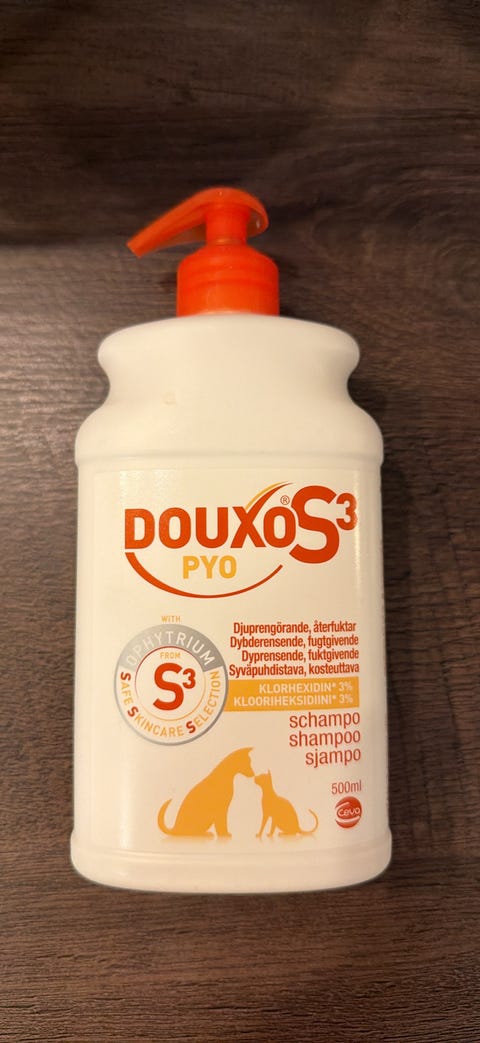 DOUXO®S³
PYO
WITH
OPHYTRIUM
FROM
S³
SAFE SKINCARE SELECTION
Djuprengörande, återfuktar
Dybderensende, fugtgivende
Dyprensende, fuktgivende
Syväpuhdistava, kosteuttava
KLORHEXIDIN* 3%
KLOORIHEKSIDIINI* 3%
schampo
shampoo
sjampo
500ml
Ceva